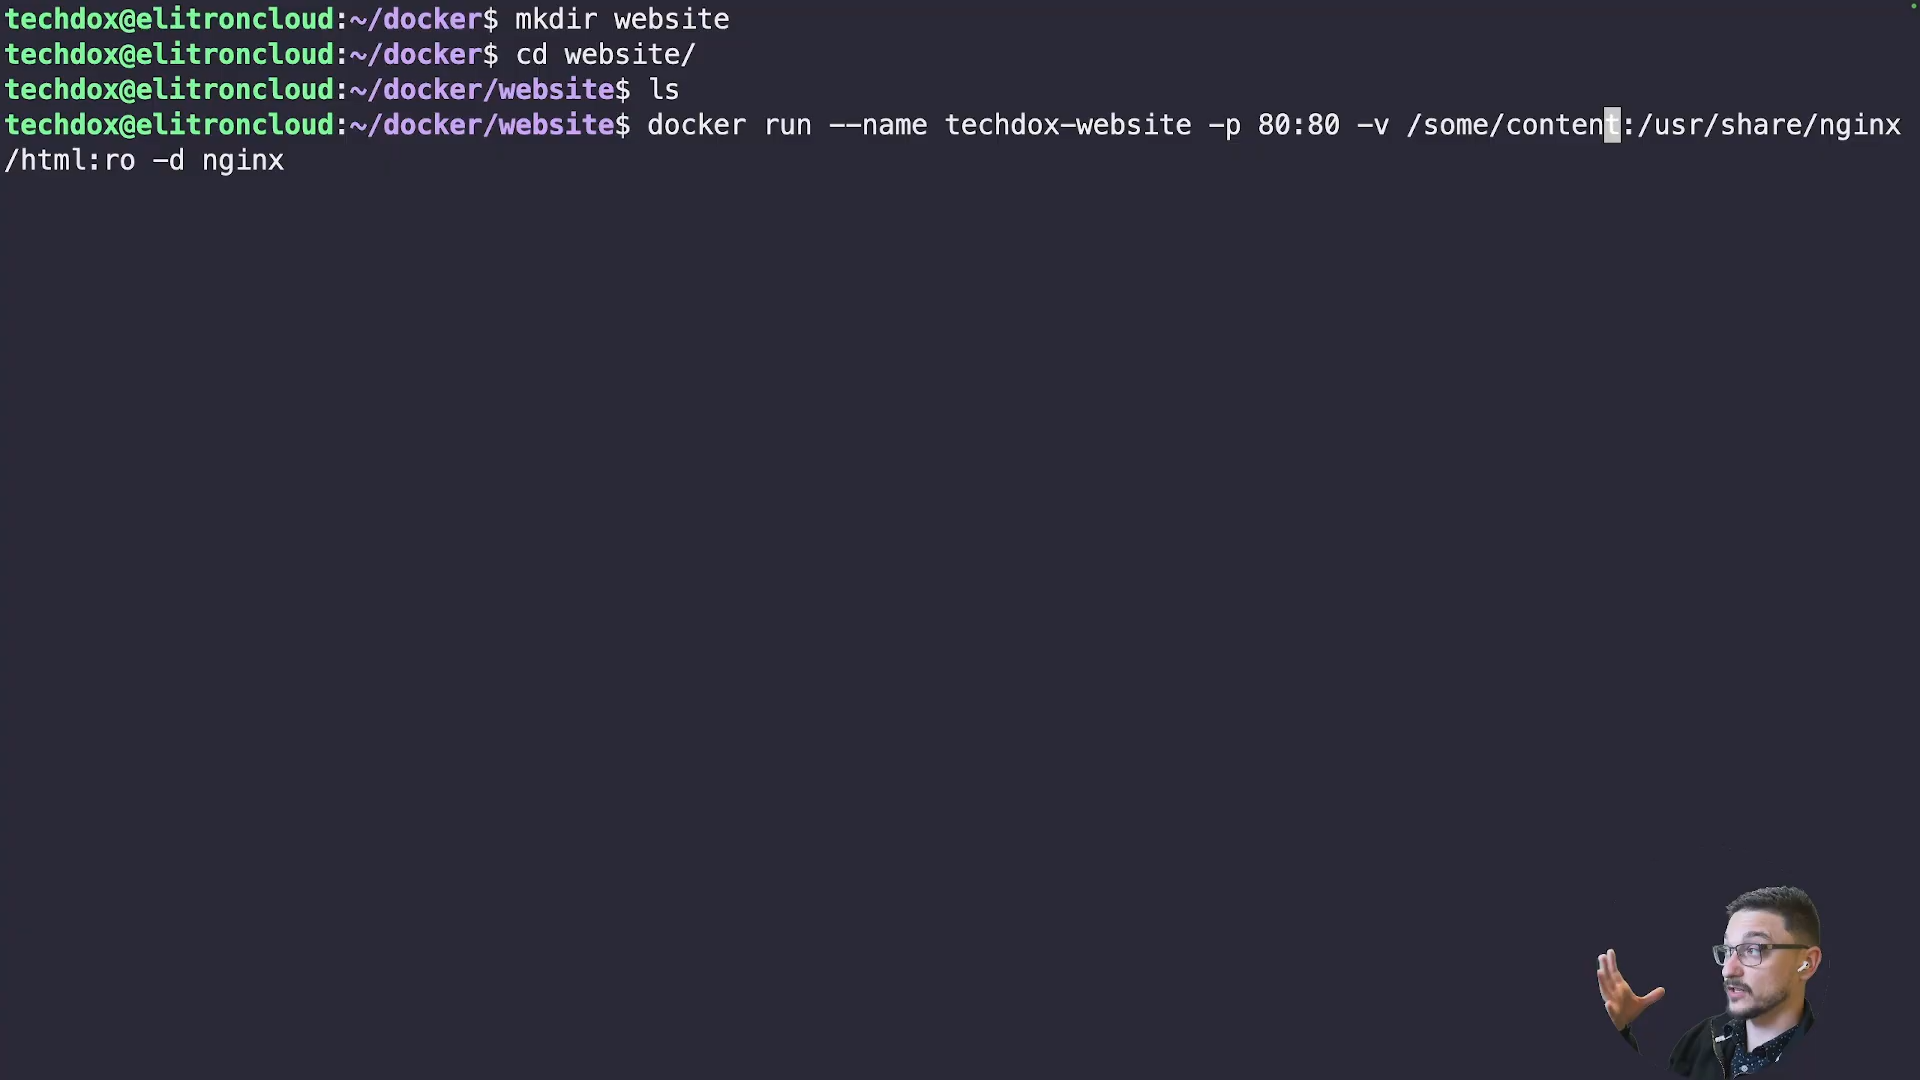 techdox@elitroncloud:~/docker$ mkdir website
techdox@elitroncloud:~/docker$ cd website/
techdox@elitroncloud:~/docker/website$ ls
techdox@elitroncloud:~/docker/website$ docker run --name techdox-website -p 80:80 -v /some/content:/usr/share/nginx
/html:ro -d nginx